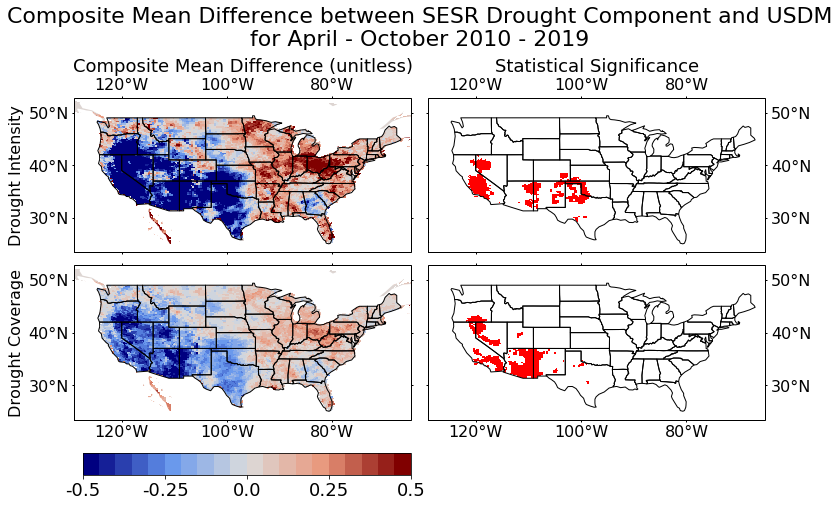 Composite Mean Difference between SESR Drought Component and USDM
for April - October 2010 - 2019
Composite Mean Difference (unitless)
Statistical Significance
120°W 100°W 80°W
120°W 100°W 80°W
Drought Intensity
50°N
40°N
30°N
50°N
40°N
30°N
Drought Coverage
50°N
40°N
30°N
50°N
40°N
30°N
120°W 100°W 80°W
120°W 100°W 80°W
-0.5 -0.25 0.0 0.25 0.5